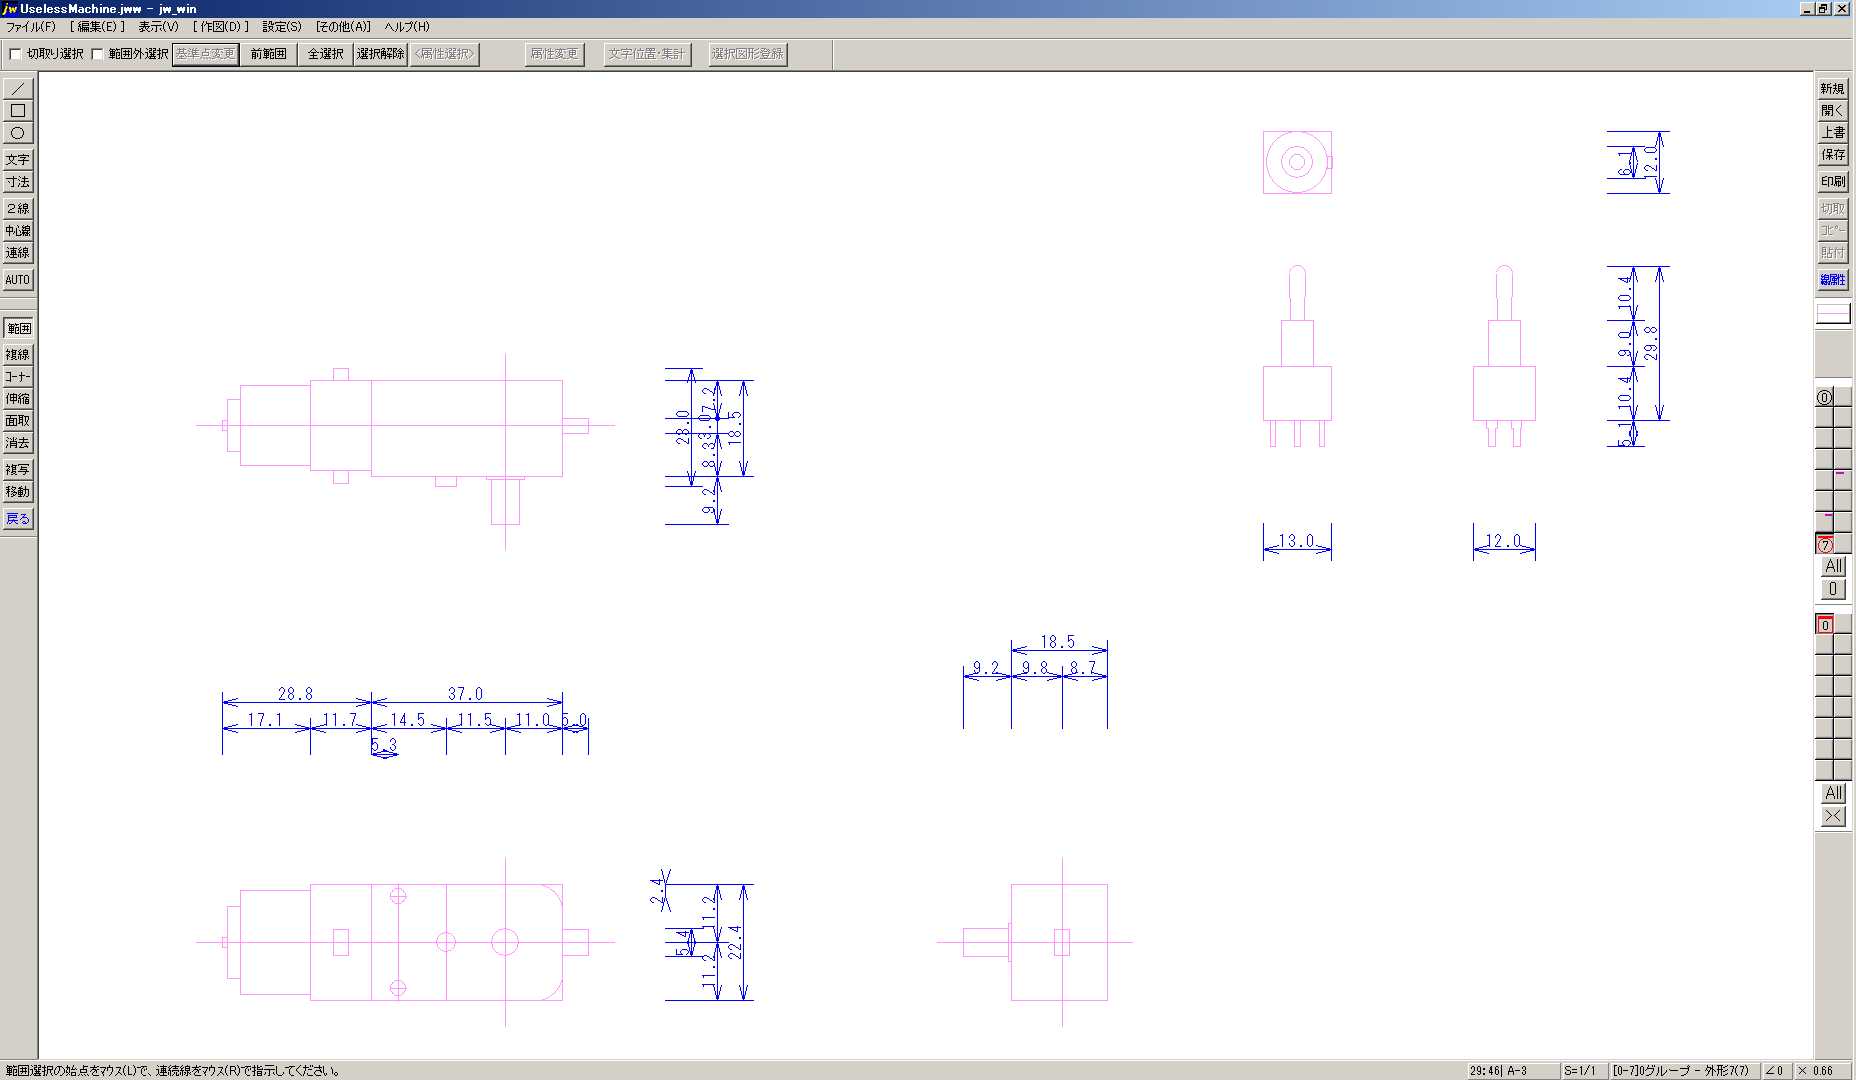 UselessMachine.jww - jw_win
ファイル(F) [編集(E)] 表示(V) [作図(D)] 設定(S) [その他(A)] ヘルプ(H)
切取り選択 範囲外選択 基準点変更 前範囲 全選択 選択解除 <属性選択> 属性変更 文字位置・集計 選択図形登録
文字
寸法
２線
中心線
連線
AUTO
範囲
複線
ｺｰﾅｰ
伸縮
面取
消去
複写
移動
戻る
6.1
12.0
10.4
9.0
10.4
29.8
5.1
13.0
12.0
23.0
7.2
3.0
8.3
18.5
9.2
18.5
9.2 9.8 8.7
28.8 37.0
17.1 11.7 14.5 11.5 11.0 5.0
5.3
2.4
11.2
5.4
22.4
11.2
新規
開く
上書
保存
印刷
切取
ｺﾋﾟｰ
貼付
線属性
0
7
All
0
0
All
><
範囲選択の始点をマウス(L)で、連続線をマウス(R)で指示してください。
29:46| A-3 S=1/1 [0-7]0グループ - 外形7(7) ∠0 × 0.66